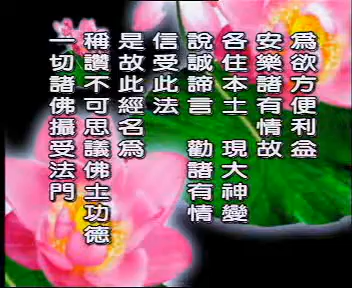 為欲方便利益
安樂諸有情故
各住本土　現大神變
說誠諦言　勸諸有情
信受此法
是故此經名為
稱讚不可思議佛土功德
一切諸佛攝受法門